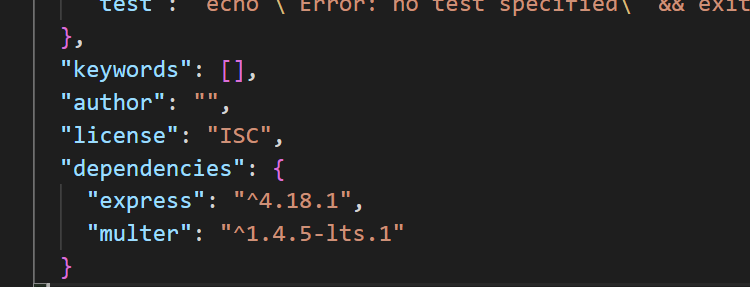 "test": "echo \"Error: no test specified\" && exit
},
"keywords": [],
"author": "",
"license": "ISC",
"dependencies": {
"express": "^4.18.1",
"multer": "^1.4.5-lts.1"
}